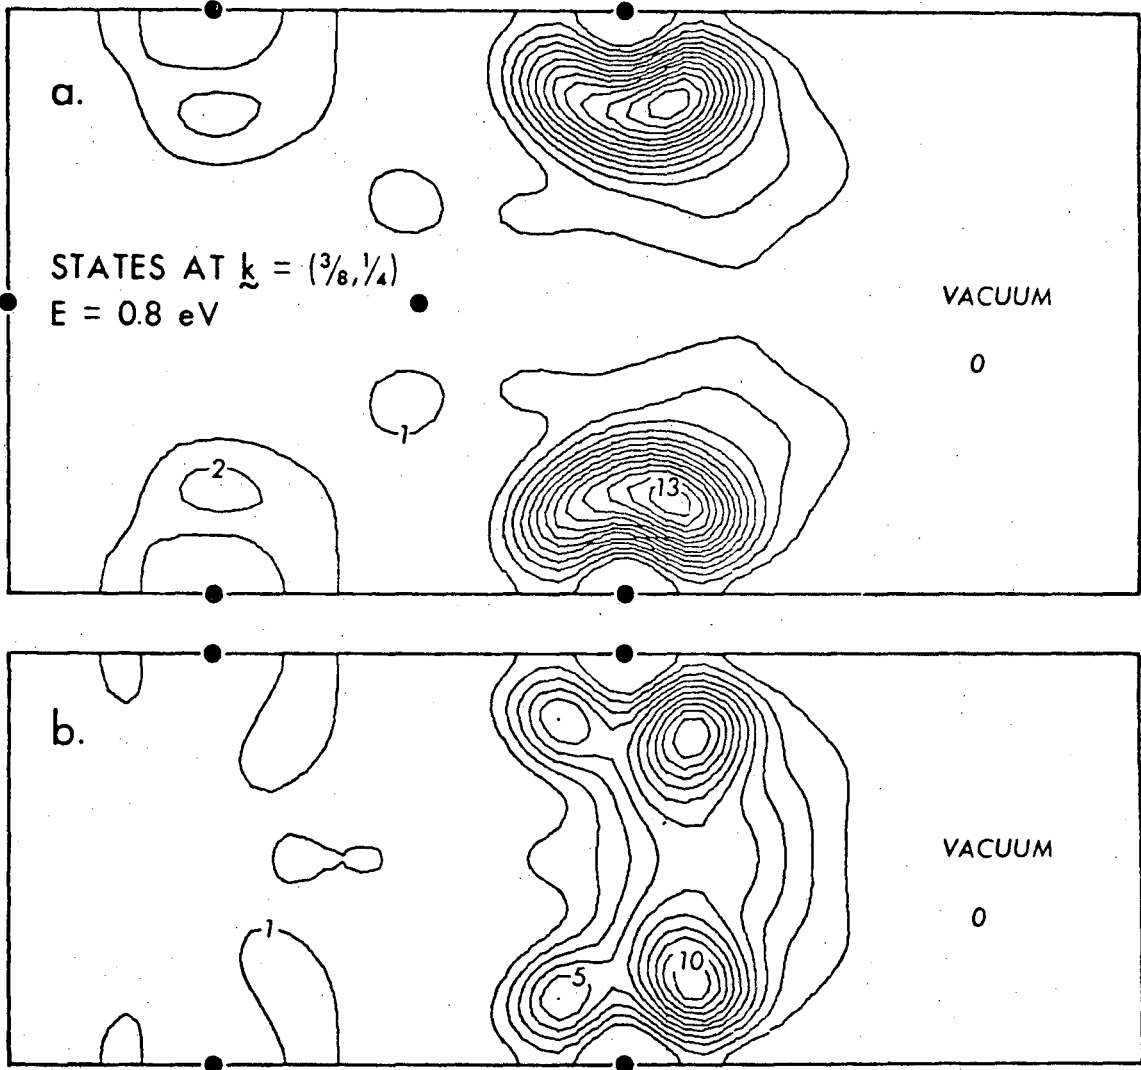 a.
STATES AT k = (3/8, 1/4)
E = 0.8 eV
VACUUM
0
1
2
13
b.
VACUUM
0
1
5
10